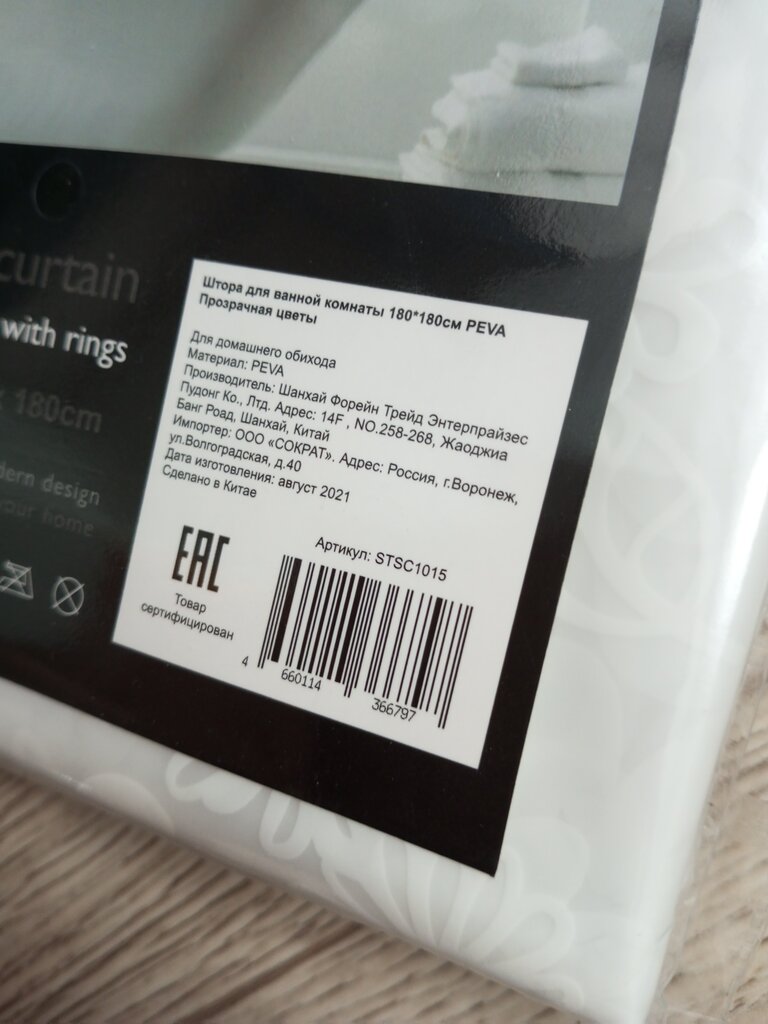 curtain
with rings
180cm
design
your home
Штора для ванной комнаты 180*180см PEVA
Прозрачная цветы
Для домашнего обихода
Материал: PEVA
Производитель: Шанхай Форейн Трейд Энтерпрайзес
Пудонг Ко., Лтд. Адрес: 14F , NO.258-268, Жаоджиа
Банг Роад, Шанхай, Китай
Импортер: ООО «СОКРАТ». Адрес: Россия, г.Воронеж,
ул.Волгоградская, д.40
Дата изготовления: август 2021
Сделано в Китае
EAC
Товар
сертифицирован
Артикул: STSC1015
4 660114 366797